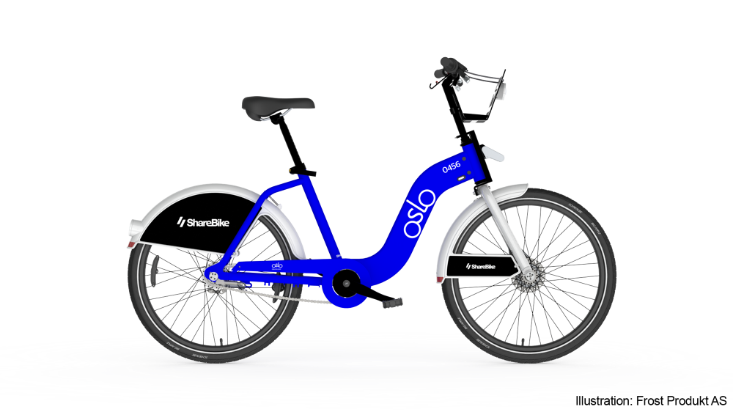 ShareBike
0456
oslo
oslo
ShareBike
Illustration: Frost Produkt AS